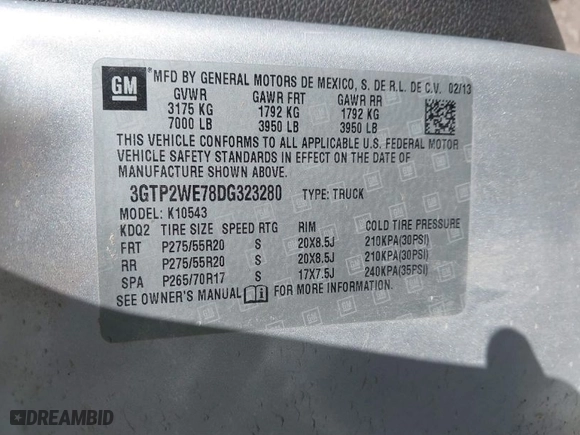 GM
MFD BY GENERAL MOTORS DE MEXICO, S. DE R.L. DE C.V. 02/13
GVWR GAWR FRT GAWR RR
3175 KG 1792 KG 1792 KG
7000 LB 3950 LB 3950 LB
THIS VEHICLE CONFORMS TO ALL APPLICABLE U.S. FEDERAL MOTOR
VEHICLE SAFETY STANDARDS IN EFFECT ON THE DATE OF
MANUFACTURE SHOWN ABOVE.
3GTP2WE78DG323280 TYPE: TRUCK
MODEL: K10543
KDQ2 TIRE SIZE SPEED RTG RIM COLD TIRE PRESSURE
FRT P275/55R20 S 20X8.5J 210KPA(30PSI)
RR P275/55R20 S 20X8.5J 210KPA(30PSI)
SPA P265/70R17 S 17X7.5J 240KPA(35PSI)
SEE OWNER'S MANUAL FOR MORE INFORMATION.
DREAMBID